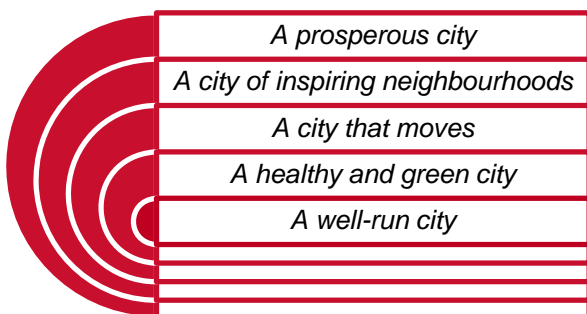 A prosperous city
A city of inspiring neighbourhoods
A city that moves
A healthy and green city
A well-run city